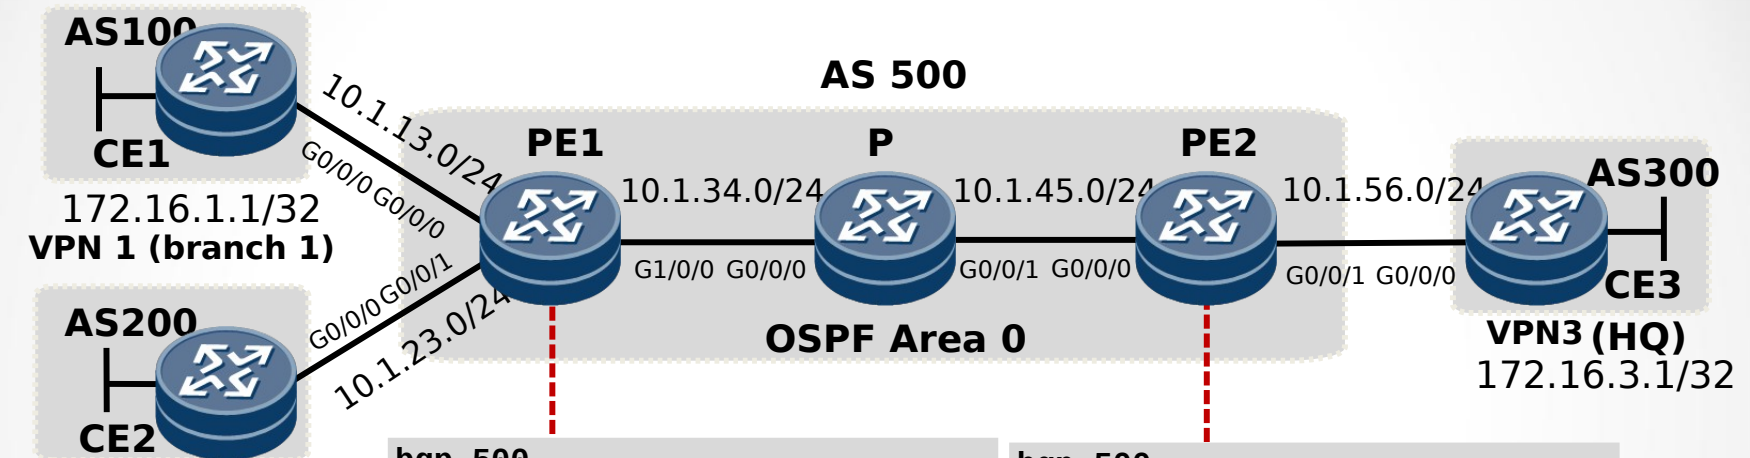 AS100
CE1
172.16.1.1/32
VPN 1 (branch 1)
10.1.13.0/24
G0/0/0 G0/0/0
AS200
CE2
G0/0/0 G0/0/1
10.1.23.0/24
AS 500
PE1
P
PE2
10.1.34.0/24
10.1.45.0/24
10.1.56.0/24
G1/0/0 G0/0/0
G0/0/1 G0/0/0
G0/0/1 G0/0/0
OSPF Area 0
AS300
CE3
VPN3 (HQ)
172.16.3.1/32
bgp 500
bgp 500